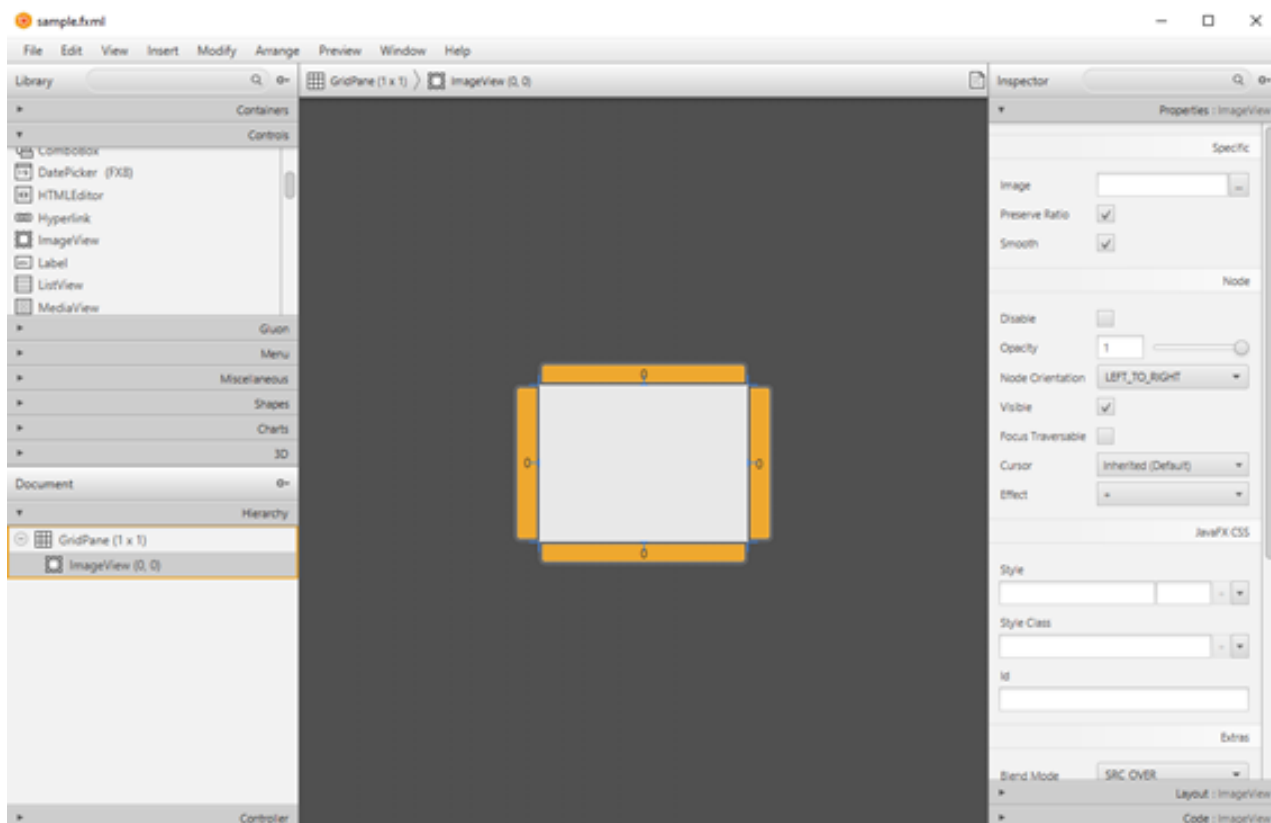 sample.fxml
File Edit View Insert Modify Arrange Preview Window Help
Library
Containers
Controls
ComboBox
DatePicker (FX8)
HTMLEditor
Hyperlink
ImageView
Label
ListView
MediaView
Gluon
Menu
Miscellaneous
Shapes
Charts
3D
Document
Hierarchy
GridPane (1 x 1)
ImageView (0, 0)
Controller
GridPane (1 x 1) ImageView (0, 0)
0
0 0
0
Inspector
Properties : ImageView
Specific
Image ...
Preserve Ratio
Smooth
Node
Disable
Opacity 1
Node Orientation LEFT_TO_RIGHT
Visible
Focus Traversable
Cursor Inherited (Default)
Effect +
JavaFX CSS
Style
Style Class
Id
Extras
Blend Mode SRC_OVER
Layout : ImageView
Code : ImageView